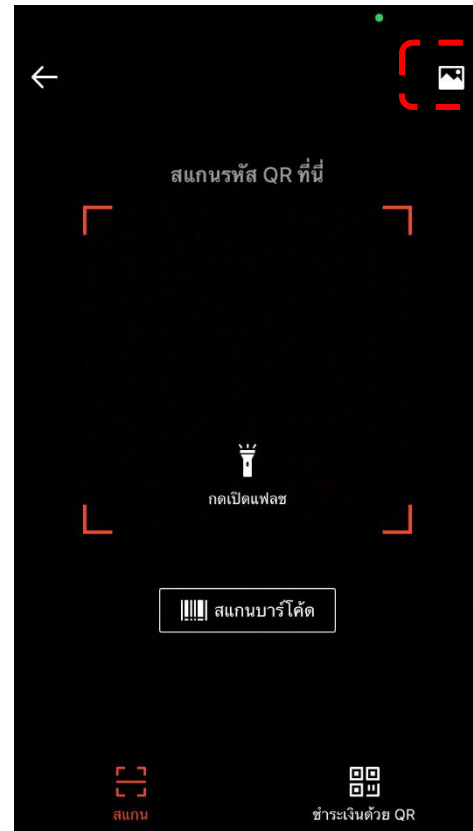 สแกนรหัส QR ที่นี่
กดเปิดแฟลช
สแกนบาร์โค้ด
สแกน
ชำระเงินด้วย QR